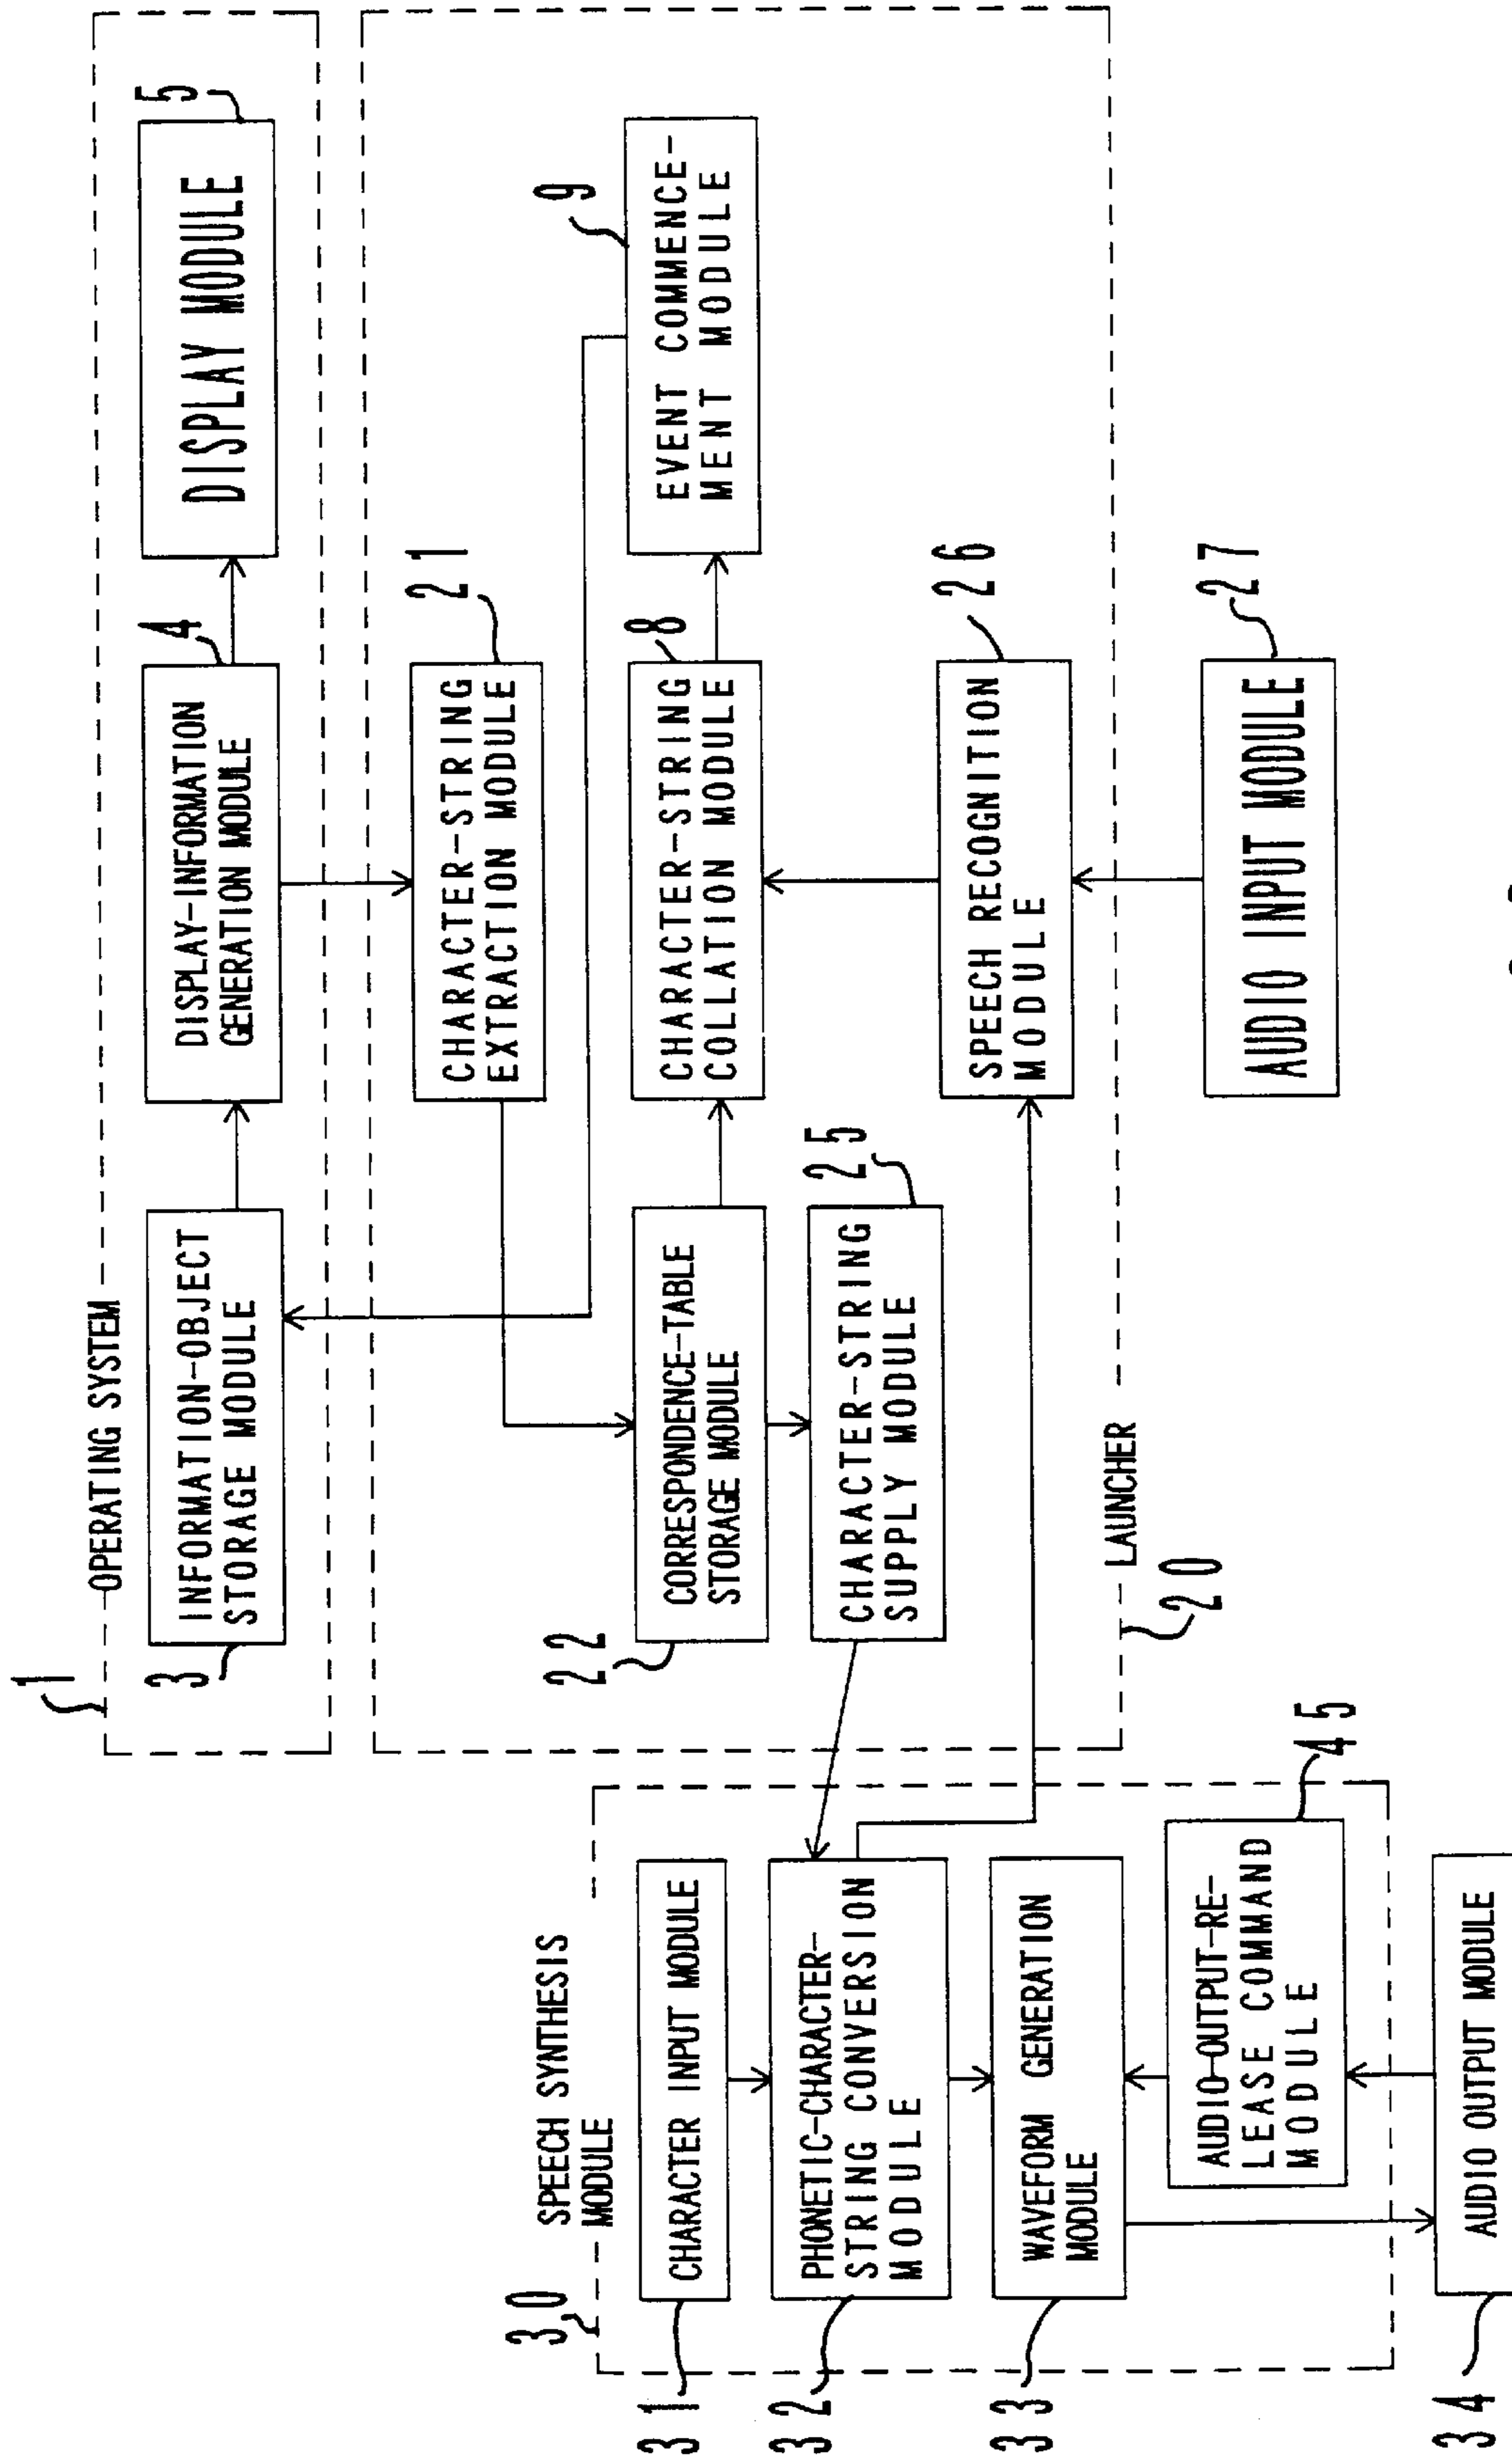 1
OPERATING SYSTEM
3
INFORMATION-OBJECT
STORAGE MODULE
4
DISPLAY-INFORMATION
GENERATION MODULE
5
DISPLAY MODULE
21
CHARACTER-STRING
EXTRACTION MODULE
22
CORRESPONDENCE-TABLE
STORAGE MODULE
8
CHARACTER-STRING
COLLATION MODULE
9
EVENT COMMENCE-
MENT MODULE
25
CHARACTER-STRING
SUPPLY MODULE
26
SPEECH RECOGNITION
MODULE
LAUNCHER
20
27
AUDIO INPUT MODULE
30
SPEECH SYNTHESIS
MODULE
31
CHARACTER INPUT MODULE
32
PHONETIC-CHARACTER-
STRING CONVERSION
MODULE
33
WAVEFORM GENERATION
MODULE
45
AUDIO-OUTPUT-RE-
LEASE COMMAND
MODULE
34
AUDIO OUTPUT MODULE